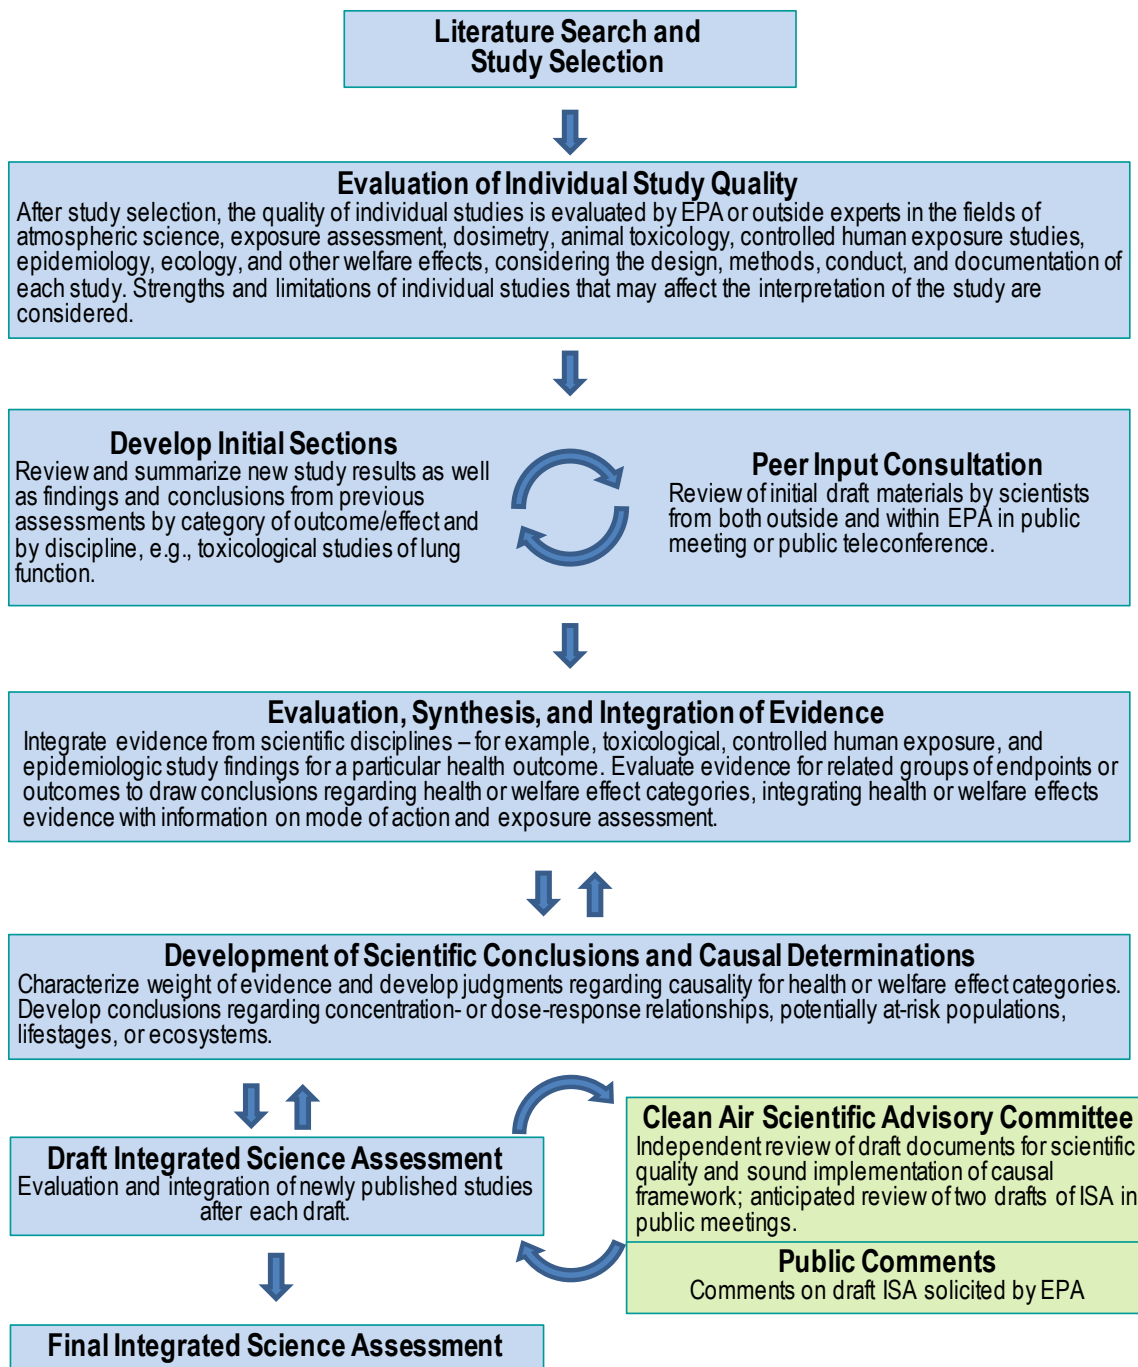 Literature Search and
Study Selection
Evaluation of Individual Study Quality
After study selection, the quality of individual studies is evaluated by EPA or outside experts in the fields of
atmospheric science, exposure assessment, dosimetry, animal toxicology, controlled human exposure studies,
epidemiology, ecology, and other welfare effects, considering the design, methods, conduct, and documentation of
each study. Strengths and limitations of individual studies that may affect the interpretation of the study are
considered.
Develop Initial Sections
Review and summarize new study results as well
as findings and conclusions from previous
assessments by category of outcome/effect and
by discipline, e.g., toxicological studies of lung
function.
Peer Input Consultation
Review of initial draft materials by scientists
from both outside and within EPA in public
meeting or public teleconference.
Evaluation, Synthesis, and Integration of Evidence
Integrate evidence from scientific disciplines – for example, toxicological, controlled human exposure, and
epidemiologic study findings for a particular health outcome. Evaluate evidence for related groups of endpoints or
outcomes to draw conclusions regarding health or welfare effect categories, integrating health or welfare effects
evidence with information on mode of action and exposure assessment.
Development of Scientific Conclusions and Causal Determinations
Characterize weight of evidence and develop judgments regarding causality for health or welfare effect categories.
Develop conclusions regarding concentration- or dose-response relationships, potentially at-risk populations,
lifestages, or ecosystems.
Draft Integrated Science Assessment
Evaluation and integration of newly published studies
after each draft.
Clean Air Scientific Advisory Committee
Independent review of draft documents for scientific
quality and sound implementation of causal
framework; anticipated review of two drafts of ISA in
public meetings.
Public Comments
Comments on draft ISA solicited by EPA
Final Integrated Science Assessment